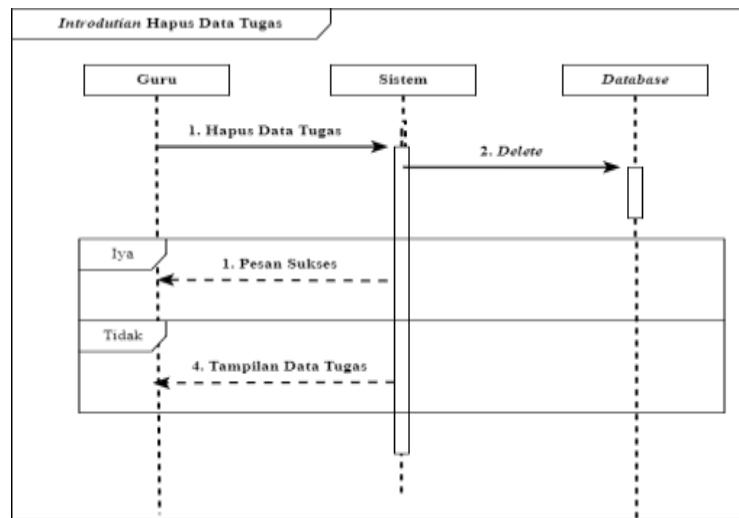 Introdutian Hapus Data Tugas
Guru
Sistem
Database
1. Hapus Data Tugas
2. Delete
Iya
1. Pesan Sukses
Tidak
4. Tampilan Data Tugas